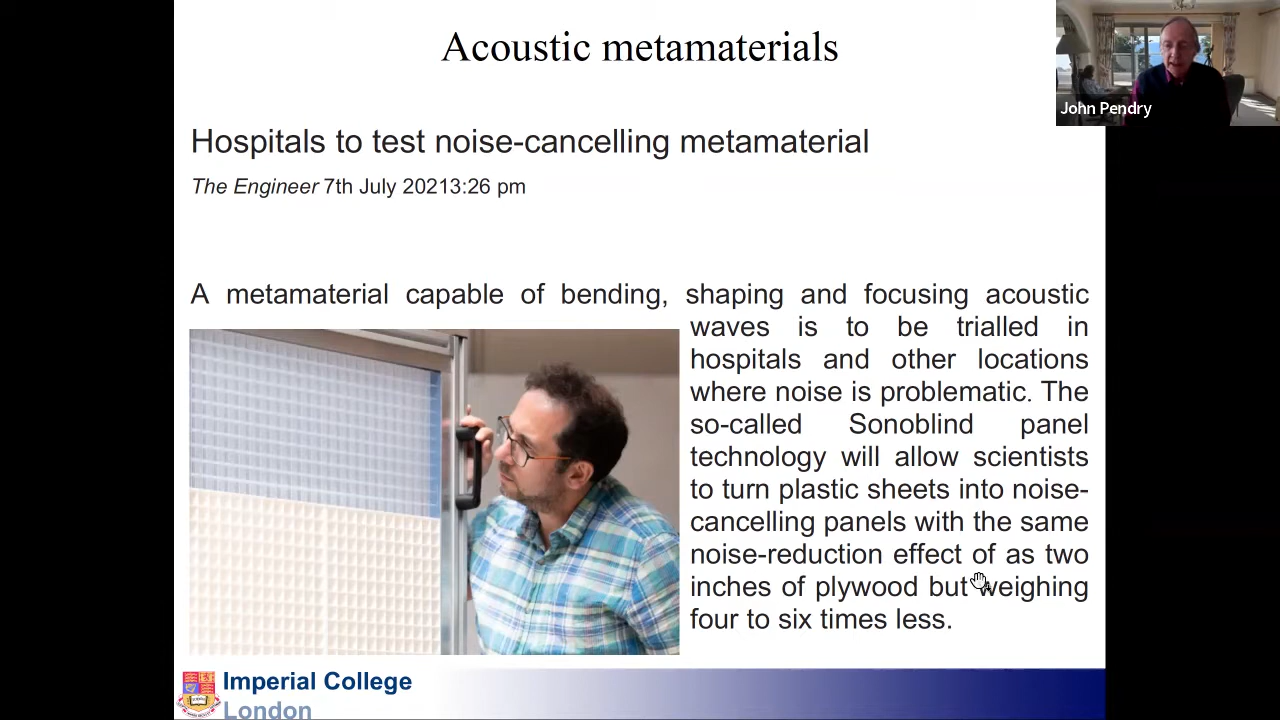 Acoustic metamaterials
John Pendry
Hospitals to test noise-cancelling metamaterial
The Engineer 7th July 20213:26 pm
A metamaterial capable of bending, shaping and focusing acoustic
waves is to be trialled in
hospitals and other locations
where noise is problematic. The
so-called Sonoblind panel
technology will allow scientists
to turn plastic sheets into noise-
cancelling panels with the same
noise-reduction effect of as two
inches of plywood but weighing
four to six times less.
Imperial College
London